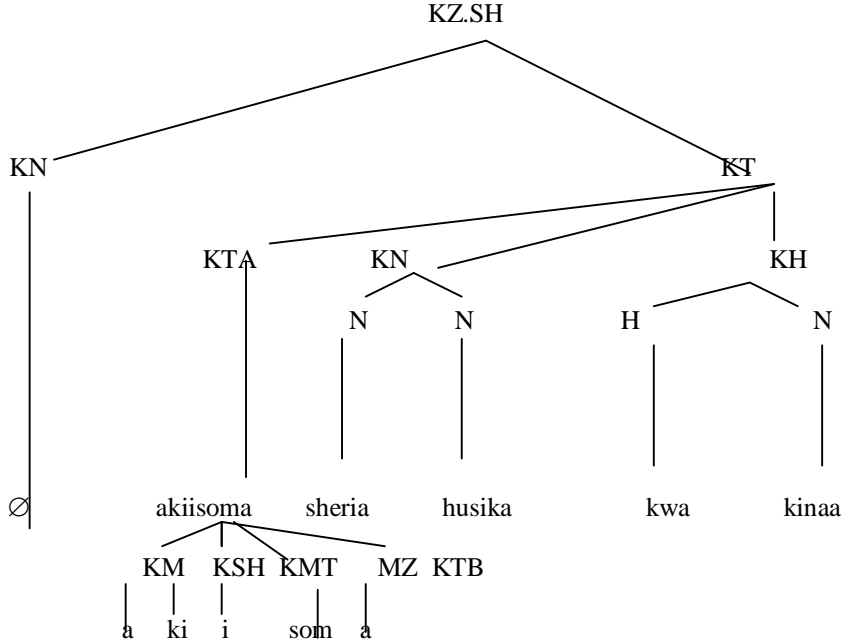 KZ.SH
KN KT
KTA KN KH
N N H N
∅ akiisoma sheria husika kwa kinaa
KM KSH KMT MZ KTB
a ki i som a